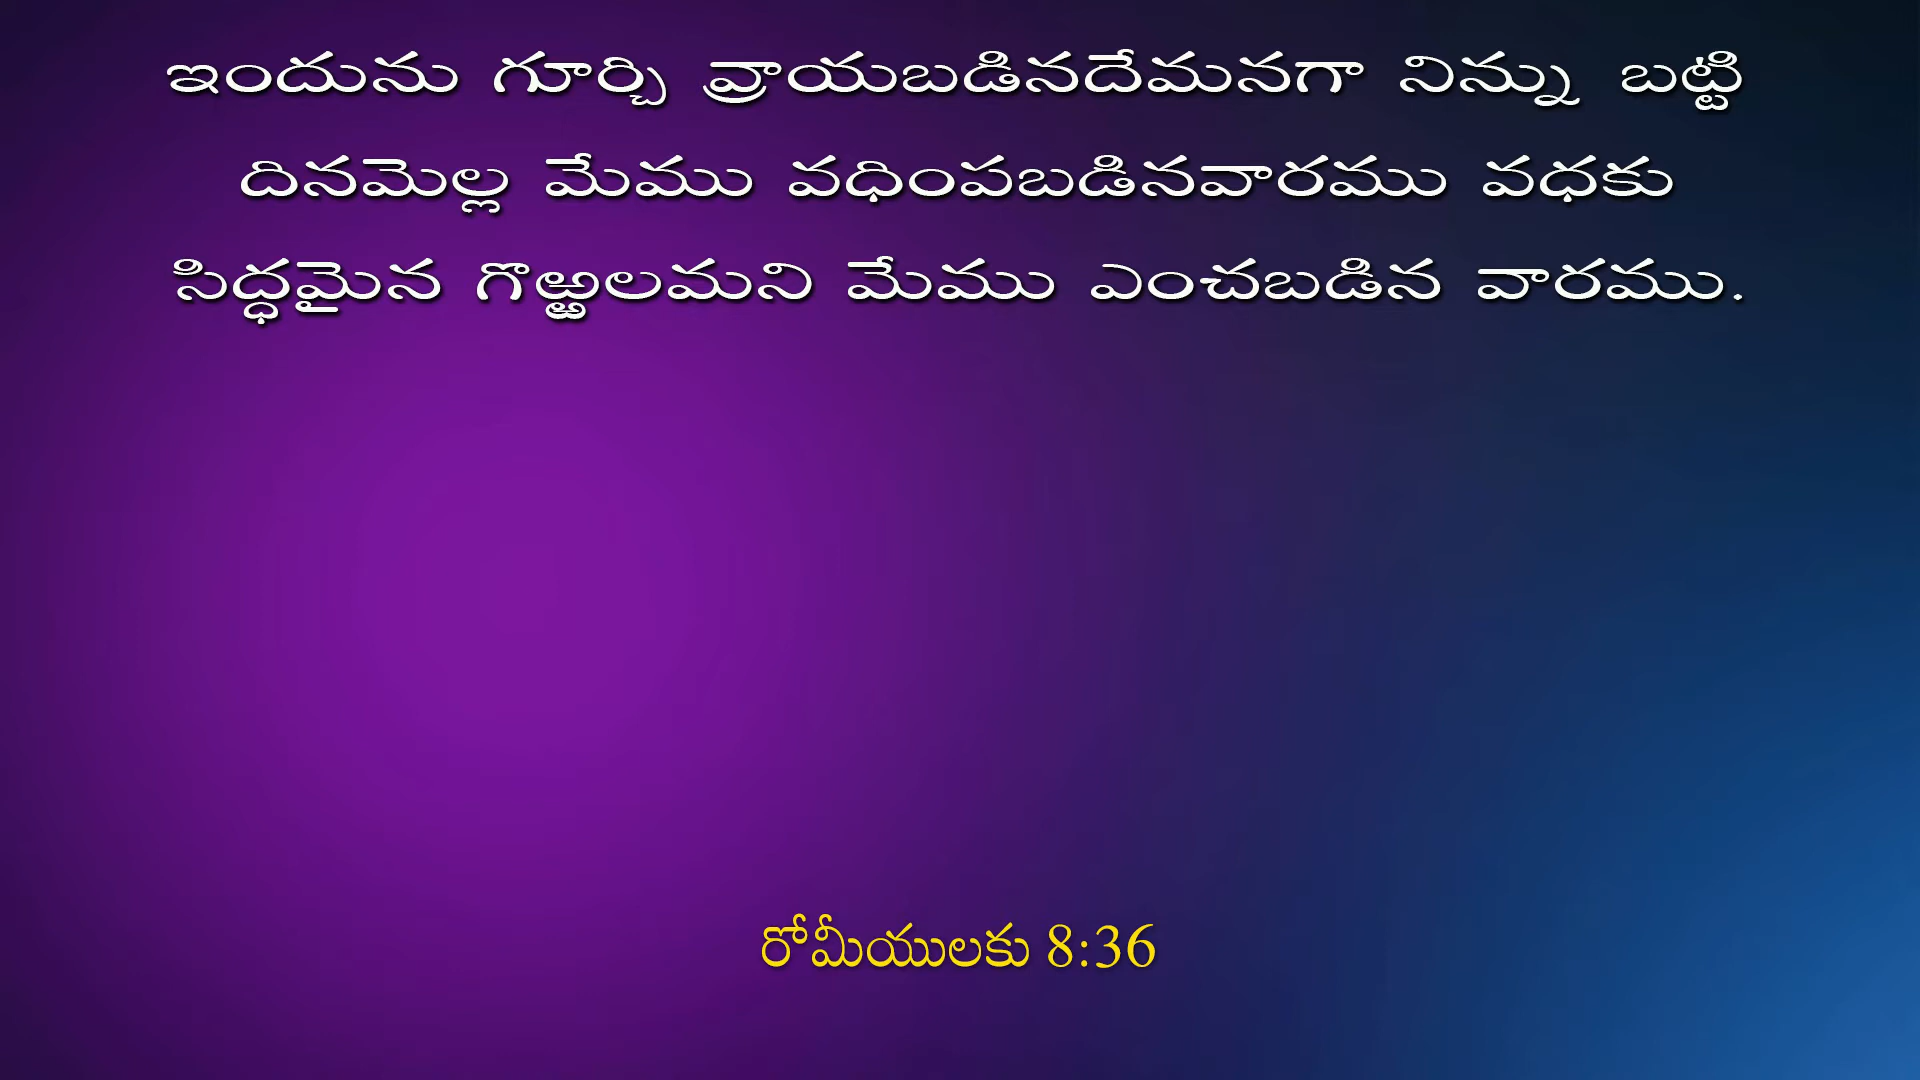 ఇందును గూర్చి వ్రాయబడినదేమనగా నిన్ను బట్టి
దినమెల్ల మేము వధింపబడినవారము వధకు
సిద్ధమైన గొఱ్ఱలమని మేము ఎంచబడిన వారము.
రోమీయులకు 8:36